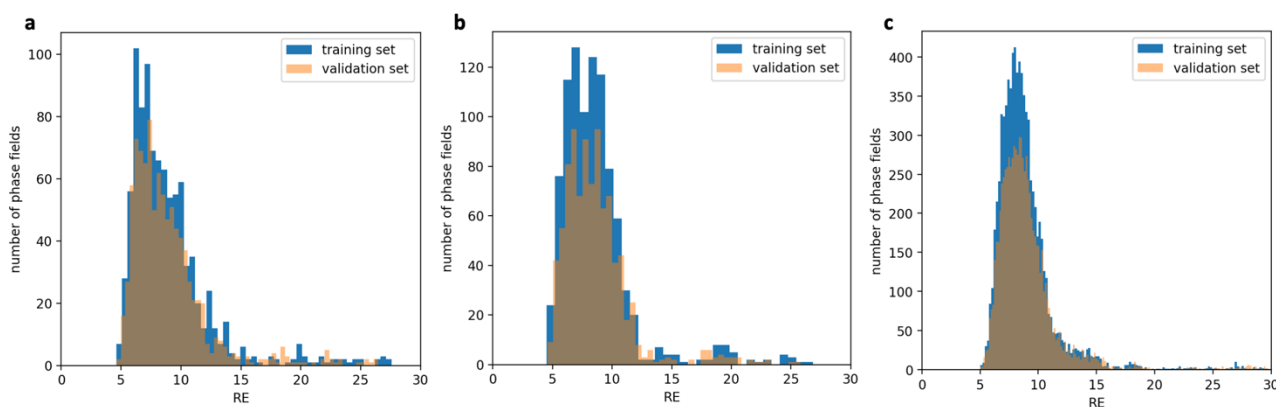 a
100
80
60
40
20
0
number of phase fields
training set
validation set
0 5 10 15 20 25 30
RE
b
120
100
80
60
40
20
0
number of phase fields
training set
validation set
0 5 10 15 20 25 30
RE
c
400
350
300
250
200
150
100
50
0
number of phase fields
training set
validation set
0 5 10 15 20 25 30
RE